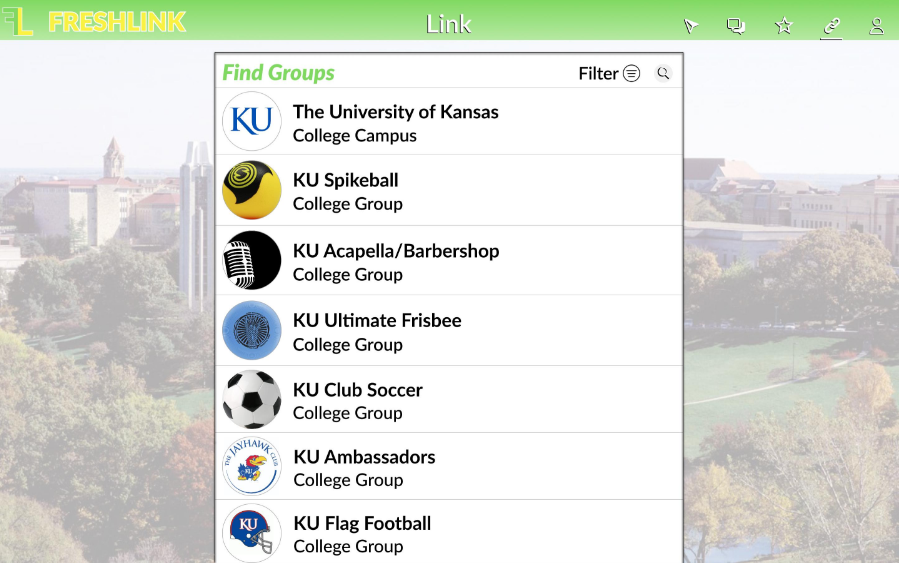 FL FRESHLINK
Link
Find Groups
Filter
KU
The University of Kansas
College Campus
KU Spikeball
College Group
KU Acapella/Barbershop
College Group
KU Ultimate Frisbee
College Group
KU Club Soccer
College Group
THE JAYHAWK CLUB
KU
KU Ambassadors
College Group
KU
KU Flag Football
College Group